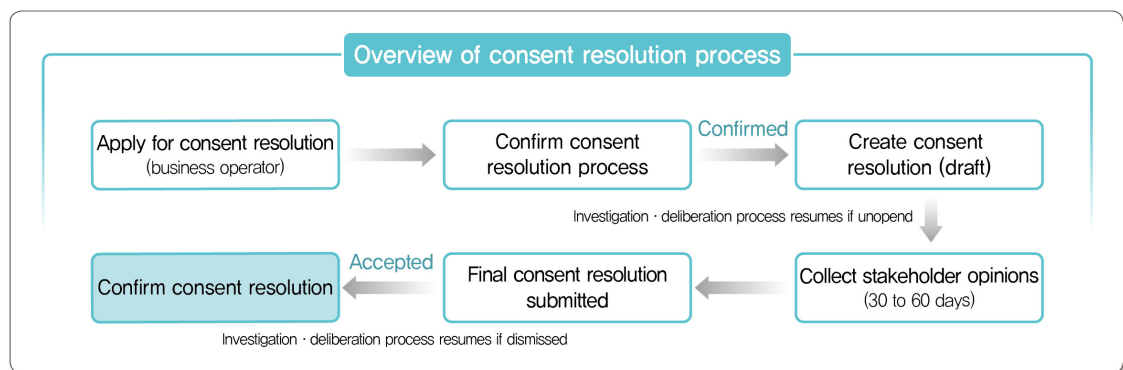 Overview of consent resolution process
Apply for consent resolution
(business operator)
Confirm consent
resolution process
Confirmed
Create consent
resolution (draft)
Investigation · deliberation process resumes if unopend
Collect stakeholder opinions
(30 to 60 days)
Final consent resolution
submitted
Accepted
Confirm consent resolution
Investigation · deliberation process resumes if dismissed